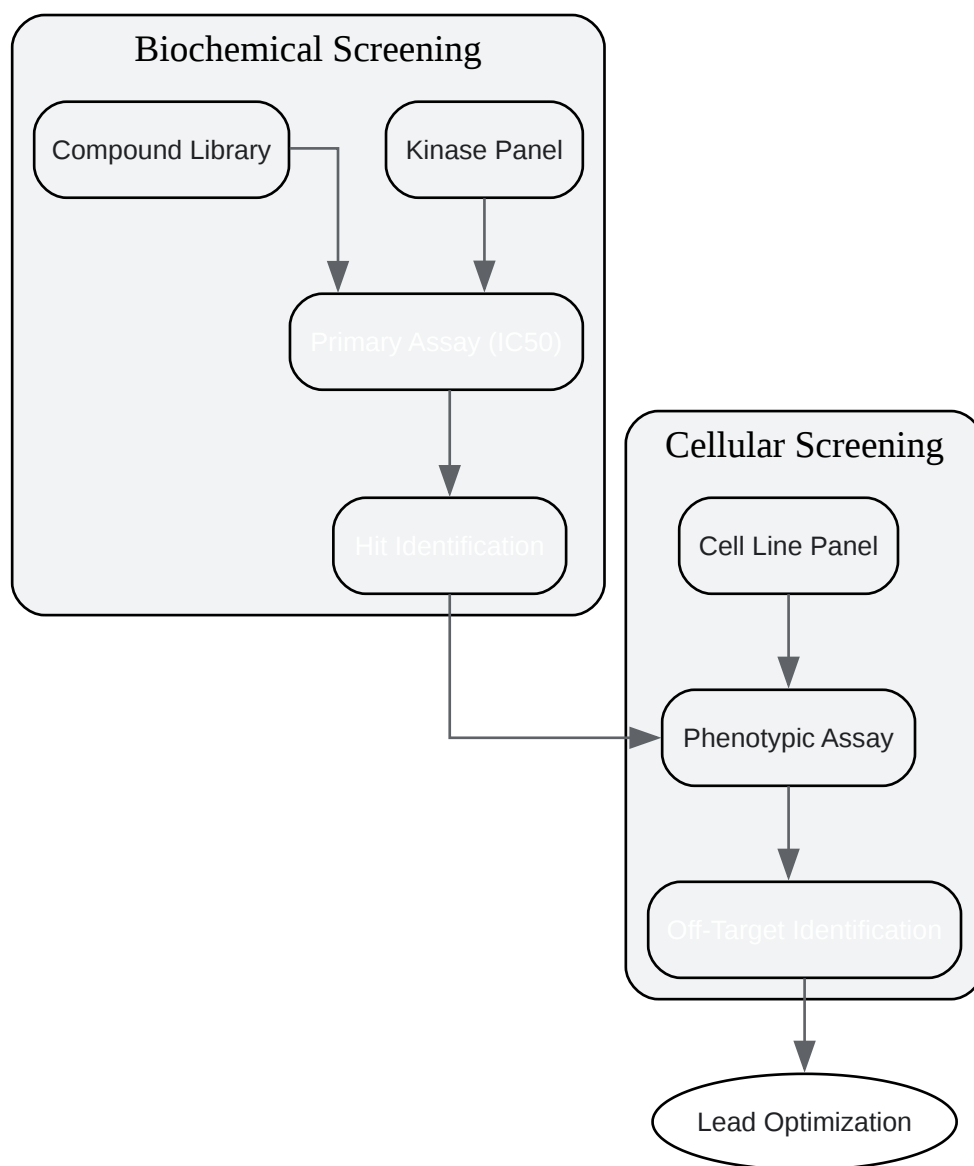 Biochemical Screening
Compound Library
Kinase Panel
Primary Assay (IC50)
Hit Identification
Cellular Screening
Cell Line Panel
Phenotypic Assay
Off-Target Identification
Lead Optimization